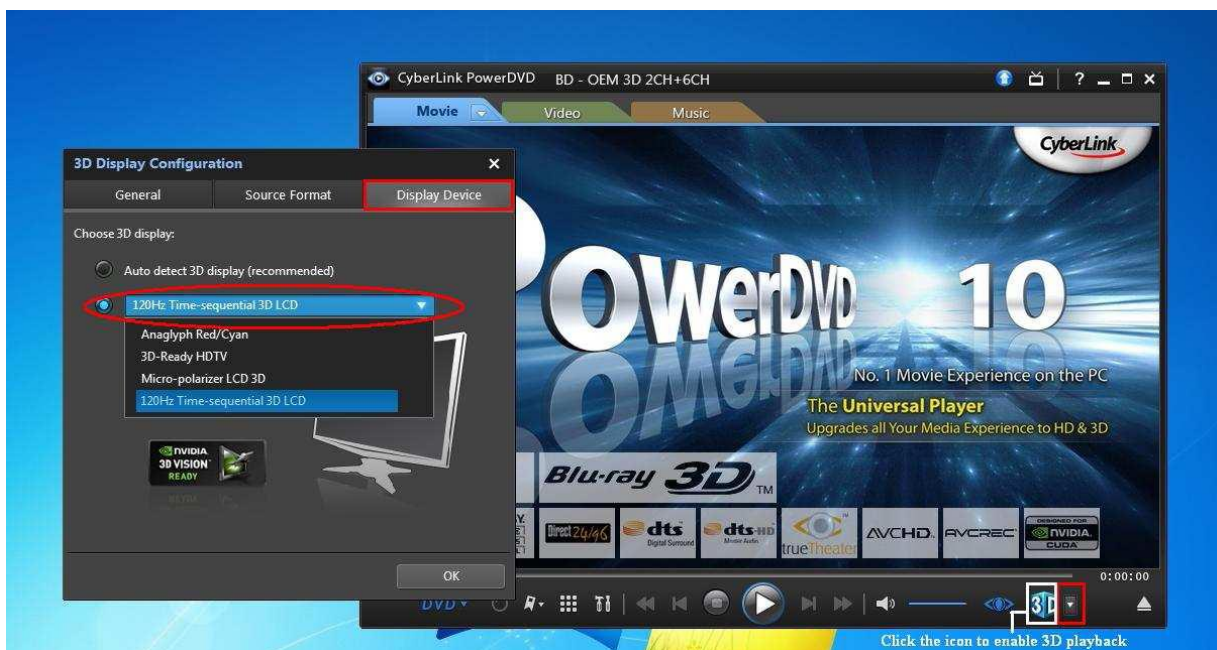 CyberLink PowerDVD BD - OEM 3D 2CH+6CH ?
Movie Video Music
CyberLink
3D Display Configuration
General Source Format Display Device
Choose 3D display:
Auto detect 3D display (recommended)
120Hz Time-sequential 3D LCD
Anaglyph Red/Cyan
3D-Ready HDTV
Micro-polarizer LCD 3D
120Hz Time-sequential 3D LCD
NVIDIA
3D VISION
READY
OK
PowerDVD 10
No. 1 Movie Experience on the PC
The Universal Player
Upgrades all Your Media Experience to HD & 3D
Blu-ray 3D TM
Direct 24/96
dts
Digital Surround
dts-HD
Master Audio
trueTheater
AVCHD
AVCREC
DESIGNED FOR
NVIDIA
CUDA
0:00:00
DVD
3D
Click the icon to enable 3D playback